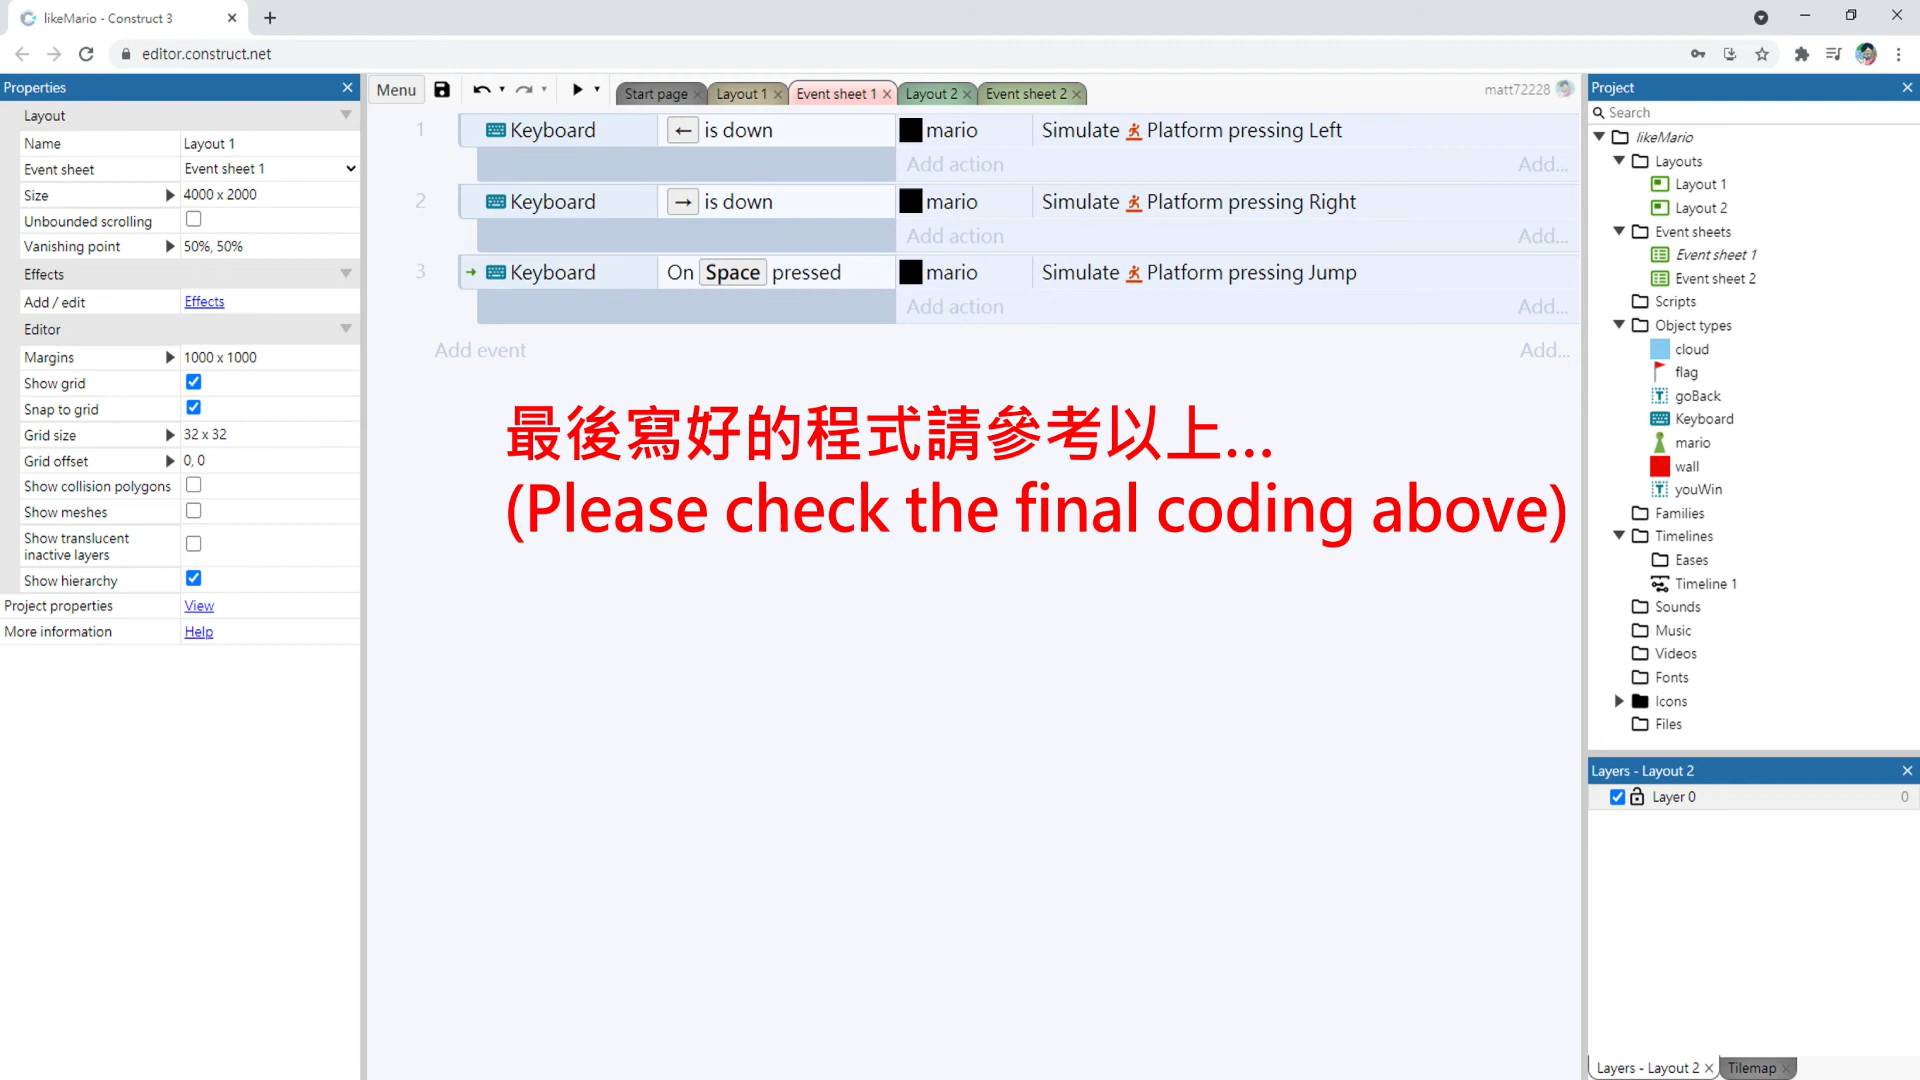 likeMario - Construct 3
editor.construct.net
Properties
Layout
Name Layout 1
Event sheet Event sheet 1
Size 4000 x 2000
Unbounded scrolling
Vanishing point 50%, 50%
Effects
Add / edit Effects
Editor
Margins 1000 x 1000
Show grid
Snap to grid
Grid size 32 x 32
Grid offset 0, 0
Show collision polygons
Show meshes
Show translucent
inactive layers
Show hierarchy
Project properties View
More information Help
Menu
Start page Layout 1 Event sheet 1 Layout 2 Event sheet 2
matt72228
1 Keyboard ← is down mario Simulate Platform pressing Left
Add action Add...
2 Keyboard → is down mario Simulate Platform pressing Right
Add action Add...
3 Keyboard On Space pressed mario Simulate Platform pressing Jump
Add action Add...
Add event Add...
最後寫好的程式請參考以上...
(Please check the final coding above)
Project
Search
likeMario
Layouts
Layout 1
Layout 2
Event sheets
Event sheet 1
Event sheet 2
Scripts
Object types
cloud
flag
goBack
Keyboard
mario
wall
youWin
Families
Timelines
Eases
Timeline 1
Sounds
Music
Videos
Fonts
Icons
Files
Layers - Layout 2
Layer 0 0
Layers - Layout 2 Tilemap